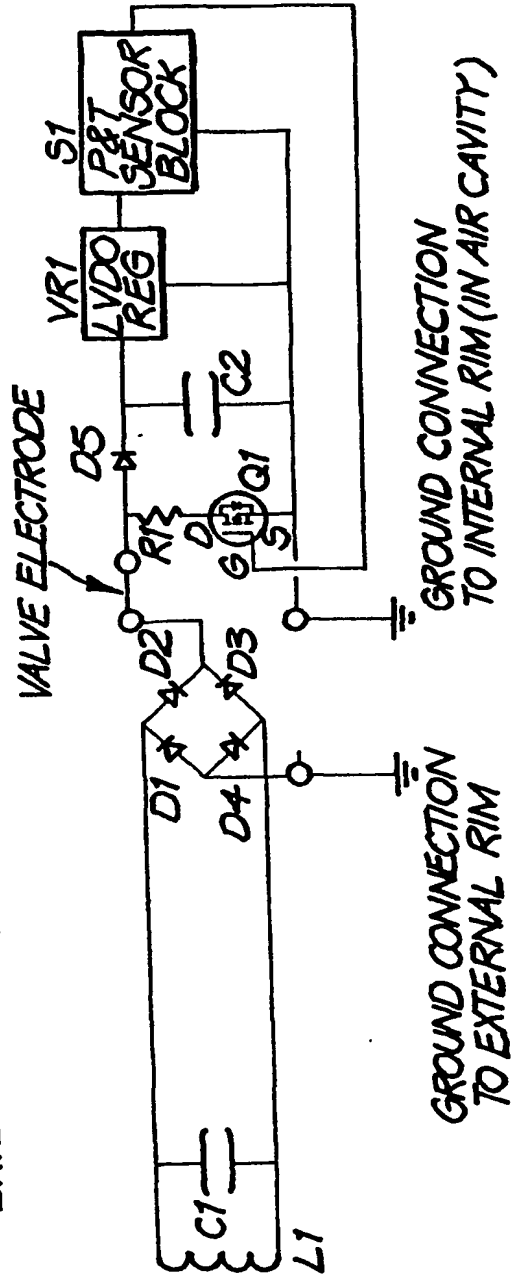 VALVE ELECTRODE
S1
P&T
SENSOR
BLOCK
VR1
LVDO
REG
D5
C2
R1
D
Q1
G
S
D2
D3
D1
D4
C1
L1
GROUND CONNECTION
TO EXTERNAL RIM
GROUND CONNECTION
TO INTERNAL RIM (IN AIR CAVITY)